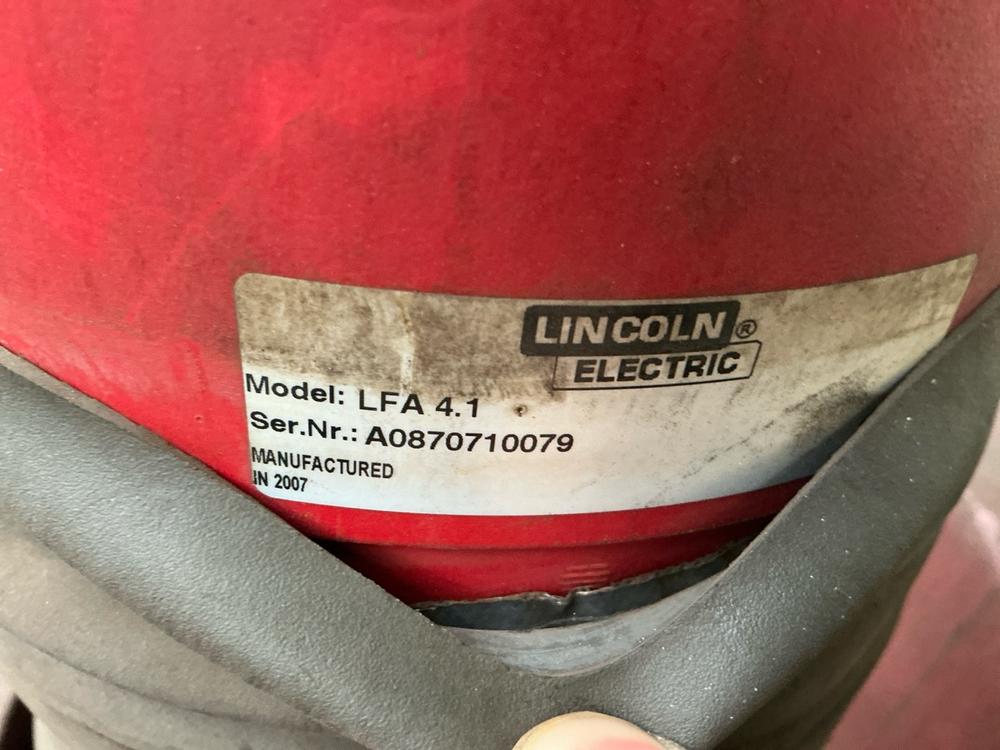 LINCOLN®
ELECTRIC
Model: LFA 4.1
Ser.Nr.: A0870710079
MANUFACTURED
IN 2007